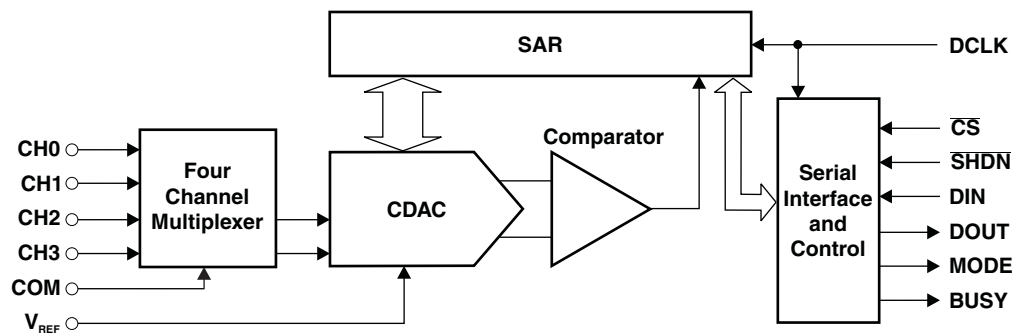 SAR
DCLK
Comparator
CH0
CH1
CH2
CH3
COM
VREF
Four
Channel
Multiplexer
CDAC
Serial
Interface
and
Control
CS
SHDN
DIN
DOUT
MODE
BUSY